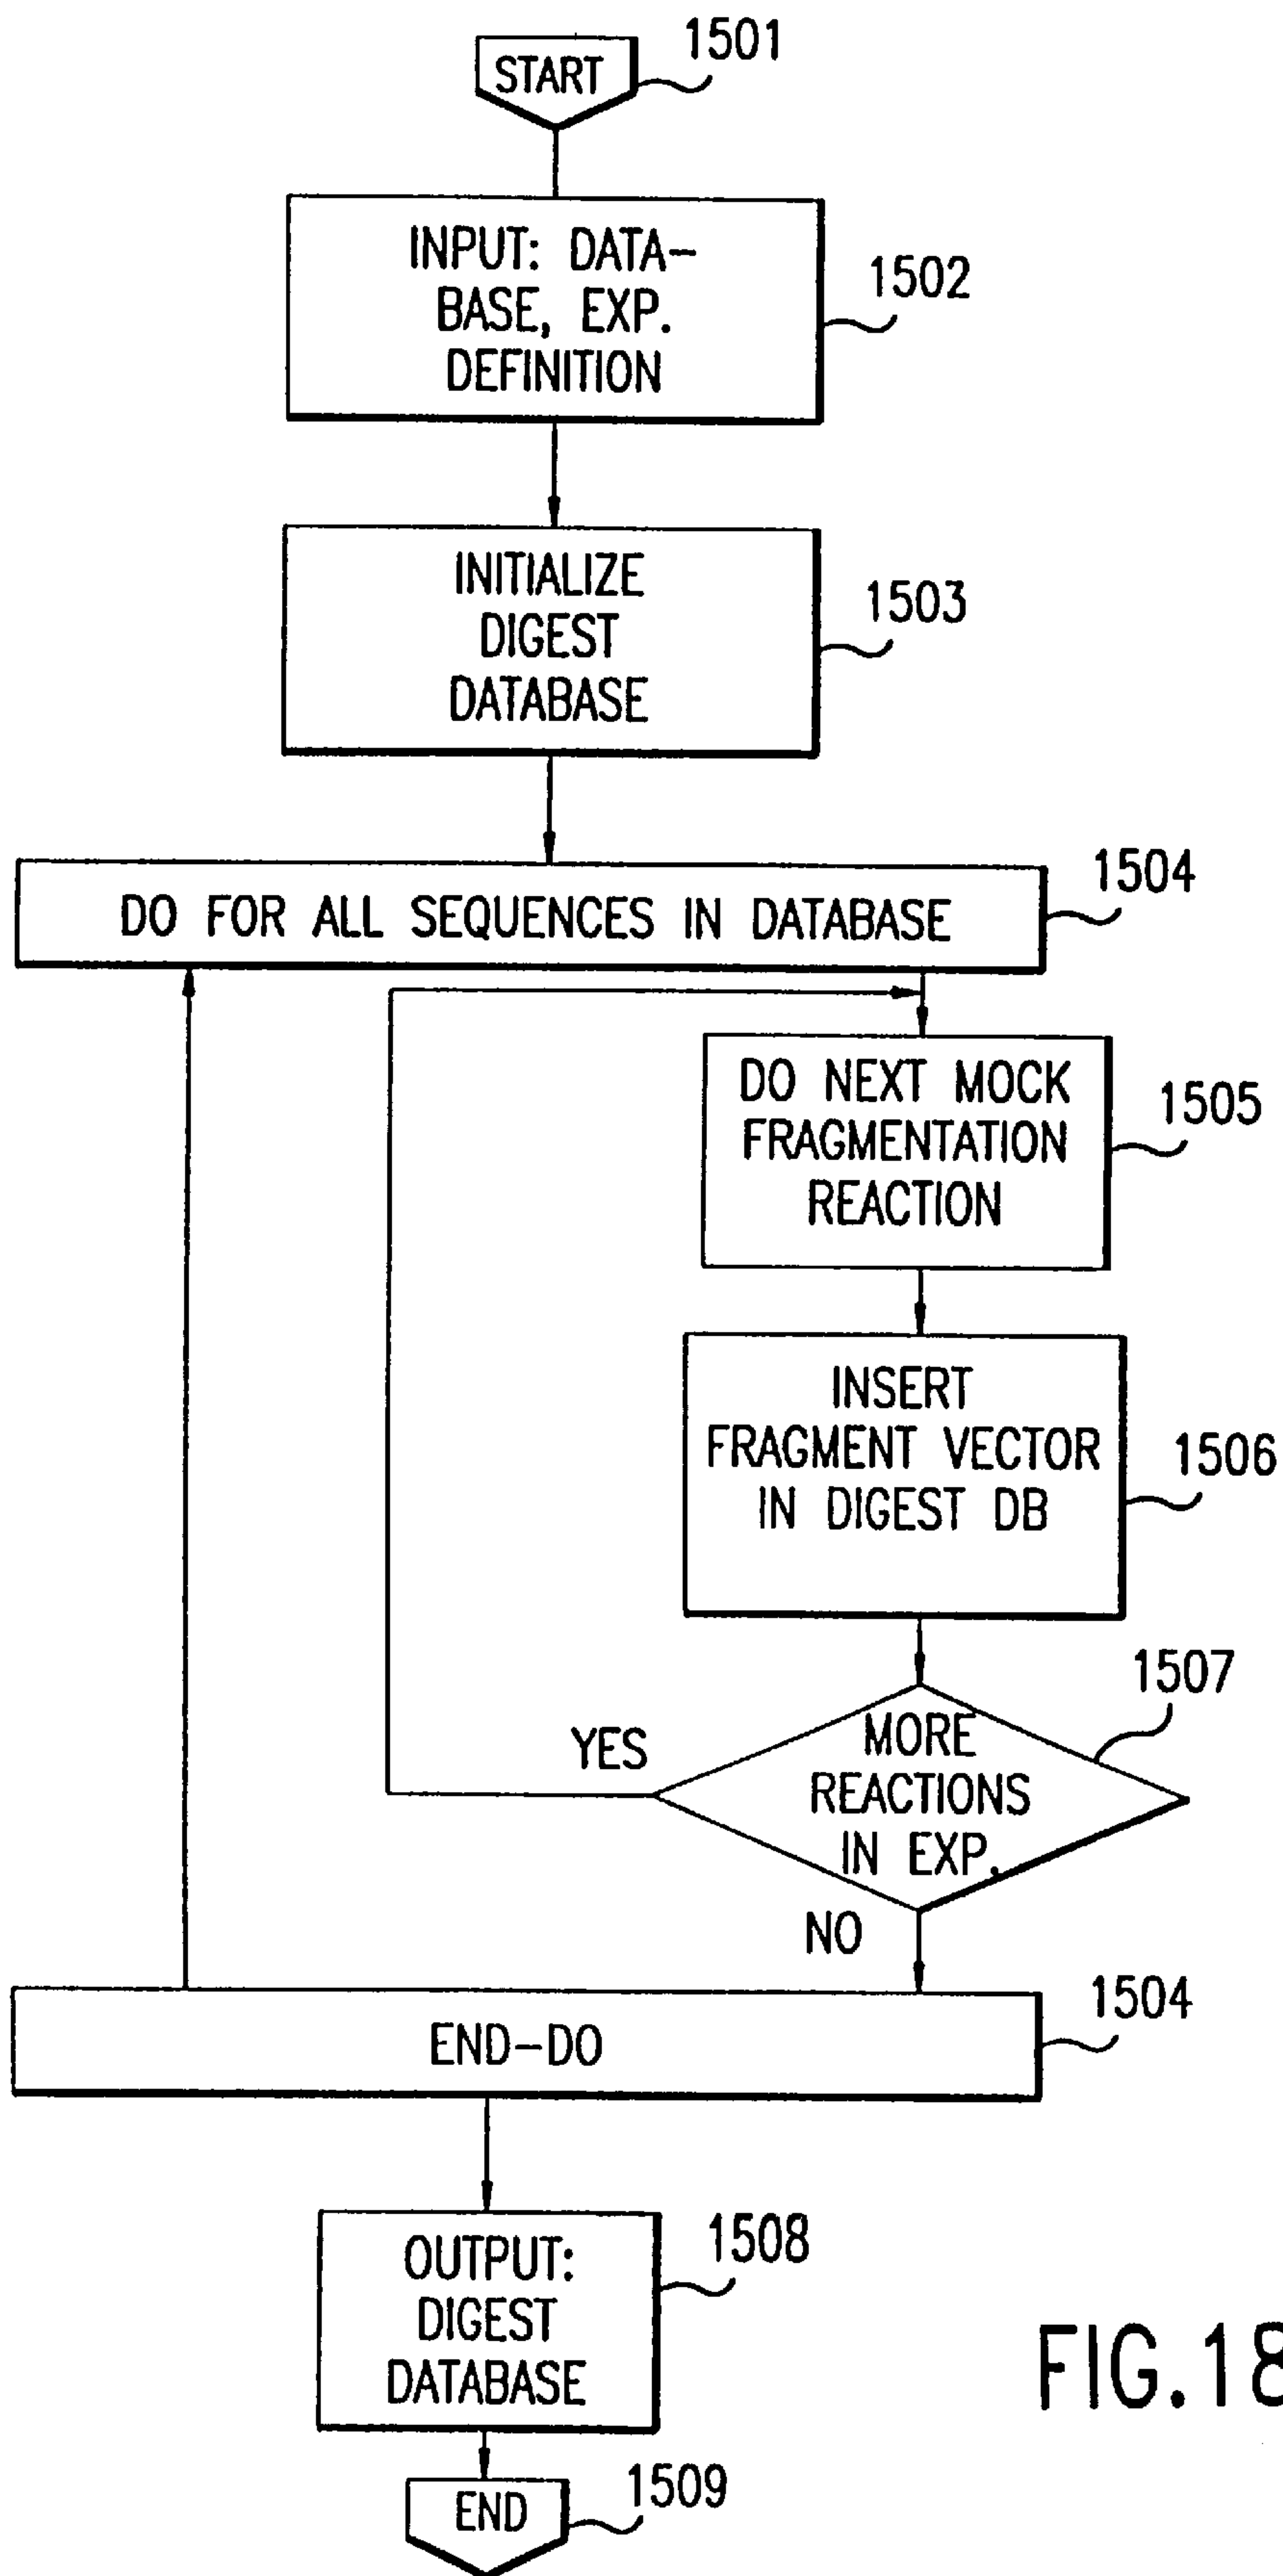 START
1501
INPUT: DATA-
BASE, EXP.
DEFINITION
1502
INITIALIZE
DIGEST
DATABASE
1503
DO FOR ALL SEQUENCES IN DATABASE
1504
DO NEXT MOCK
FRAGMENTATION
REACTION
1505
INSERT
FRAGMENT VECTOR
IN DIGEST DB
1506
MORE
REACTIONS
IN EXP.
1507
YES
NO
END-DO
1504
OUTPUT:
DIGEST
DATABASE
1508
END
1509
FIG.18